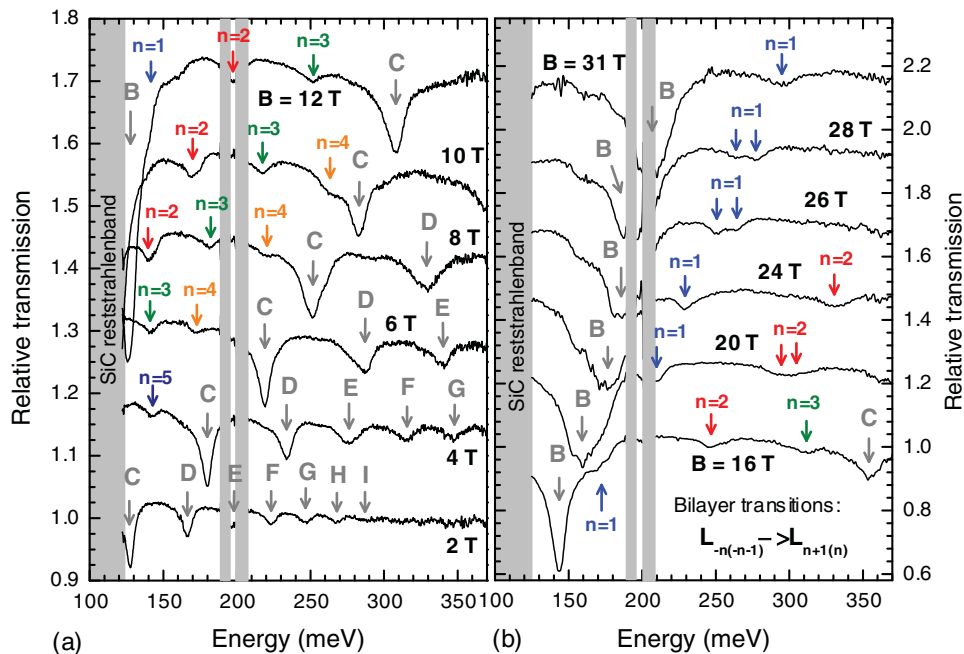 n=1
n=2
n=3
C
B
B = 12 T
n=2
n=3
n=4
C
10 T
n=2
n=3
n=4
C
D
8 T
n=3
n=4
C
D
E
6 T
n=5
C
D
E
F
G
4 T
C
D
E
F
G
H
I
2 T
SiC reststrahlenband
Relative transmission
1.8
1.7
1.6
1.5
1.4
1.3
1.2
1.1
1.0
0.9
100 150 200 250 300 350
Energy (meV)
(a)
B = 31 T
n=1
B
28 T
n=1
B
26 T
n=1
B
24 T
n=1
n=2
B
20 T
n=1
n=2
B
B = 16 T
n=1
n=2
n=3
C
Bilayer transitions:
L-n(-n-1)–>Ln+1(n)
SiC reststrahlenband
Relative transmission
2.2
2.0
1.8
1.6
1.4
1.2
1.0
0.8
0.6
100 150 200 250 300 350
Energy (meV)
(b)